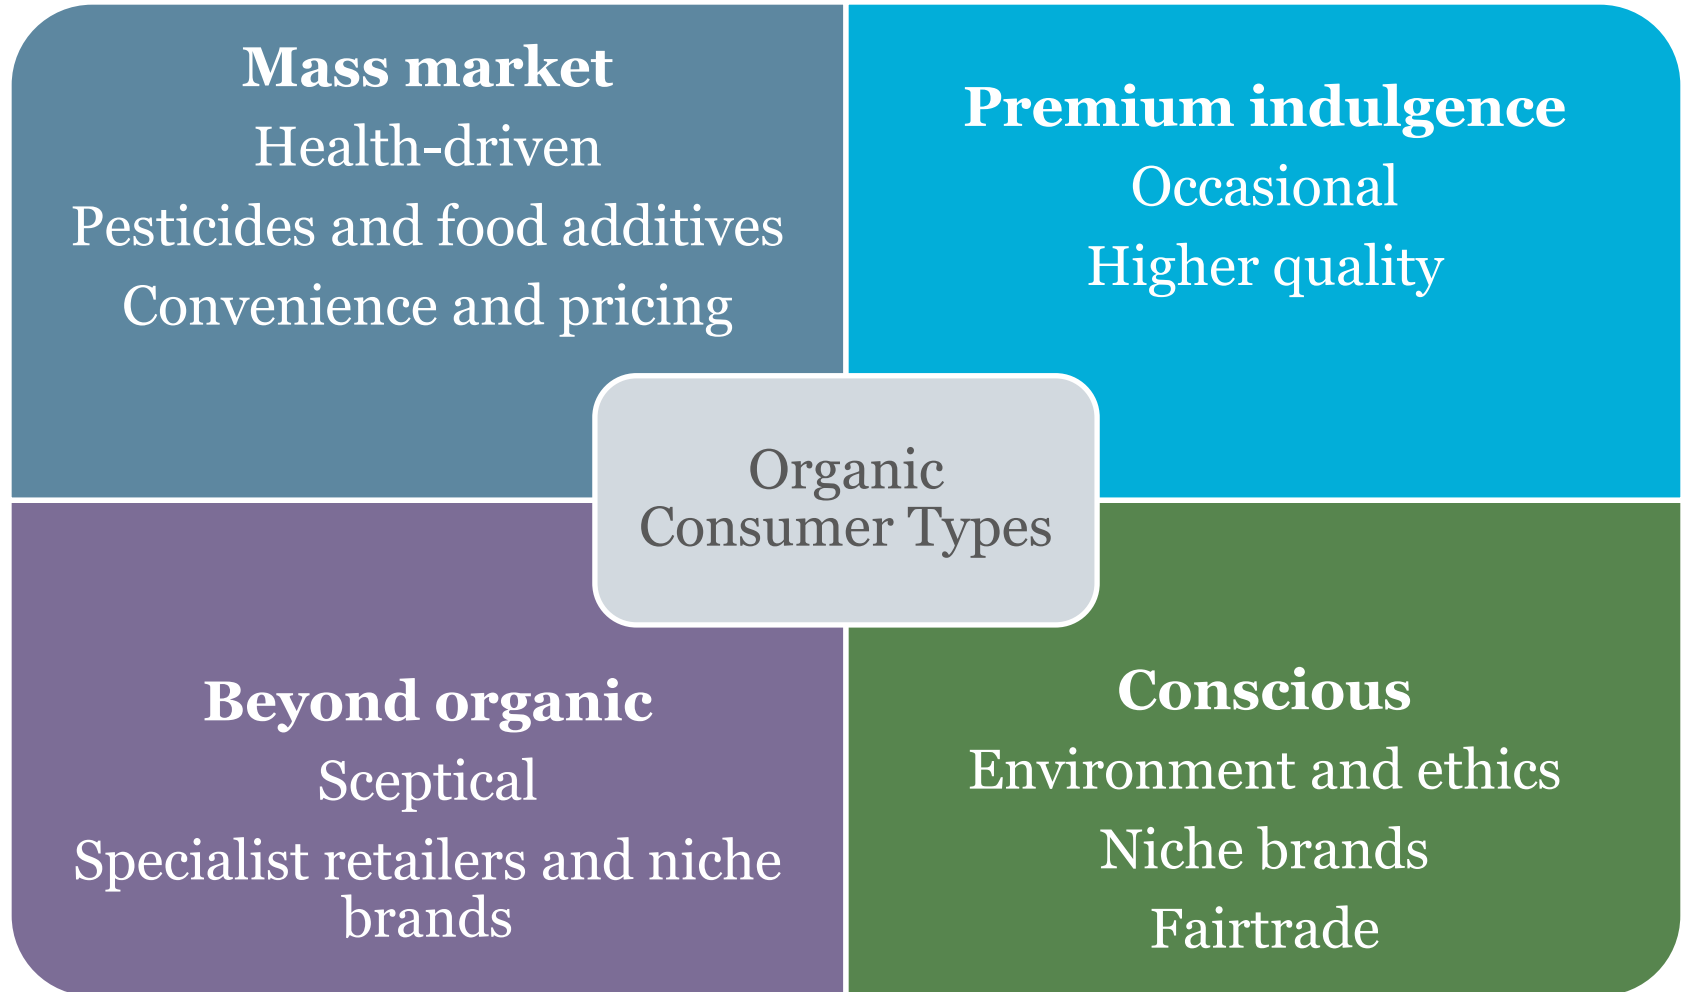 Mass market
Health-driven
Pesticides and food additives
Convenience and pricing
Premium indulgence
Occasional
Higher quality
Organic
Consumer Types
Beyond organic
Sceptical
Specialist retailers and niche
brands
Conscious
Environment and ethics
Niche brands
Fairtrade